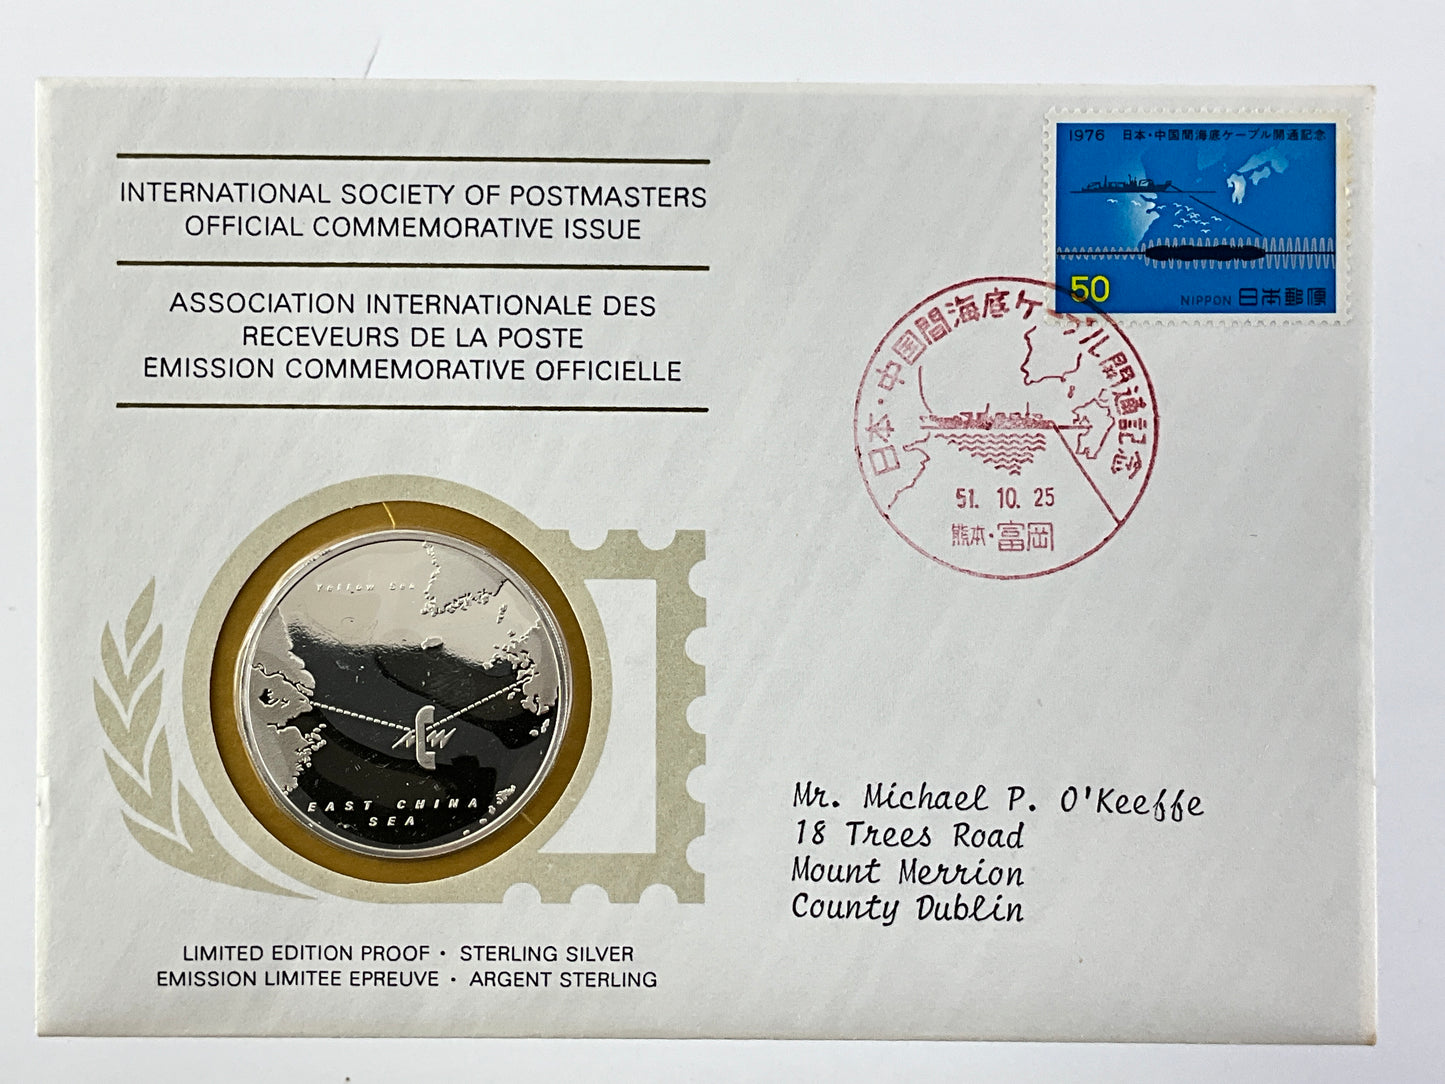 INTERNATIONAL SOCIETY OF POSTMASTERS
OFFICIAL COMMEMORATIVE ISSUE
ASSOCIATION INTERNATIONALE DES
RECEVEURS DE LA POSTE
EMISSION COMMEMORATIVE OFFICIELLE
Yellow Sea
EAST CHINA
SEA
LIMITED EDITION PROOF · STERLING SILVER
EMISSION LIMITEE EPREUVE · ARGENT STERLING
1976 日本・中国間海底ケーブル開通記念
50
NIPPON 日本郵便
日本・中国間海底ケーブル開通記念
51. 10. 25
熊本・富岡
Mr. Michael P. O'Keeffe
18 Trees Road
Mount Merrion
County Dublin